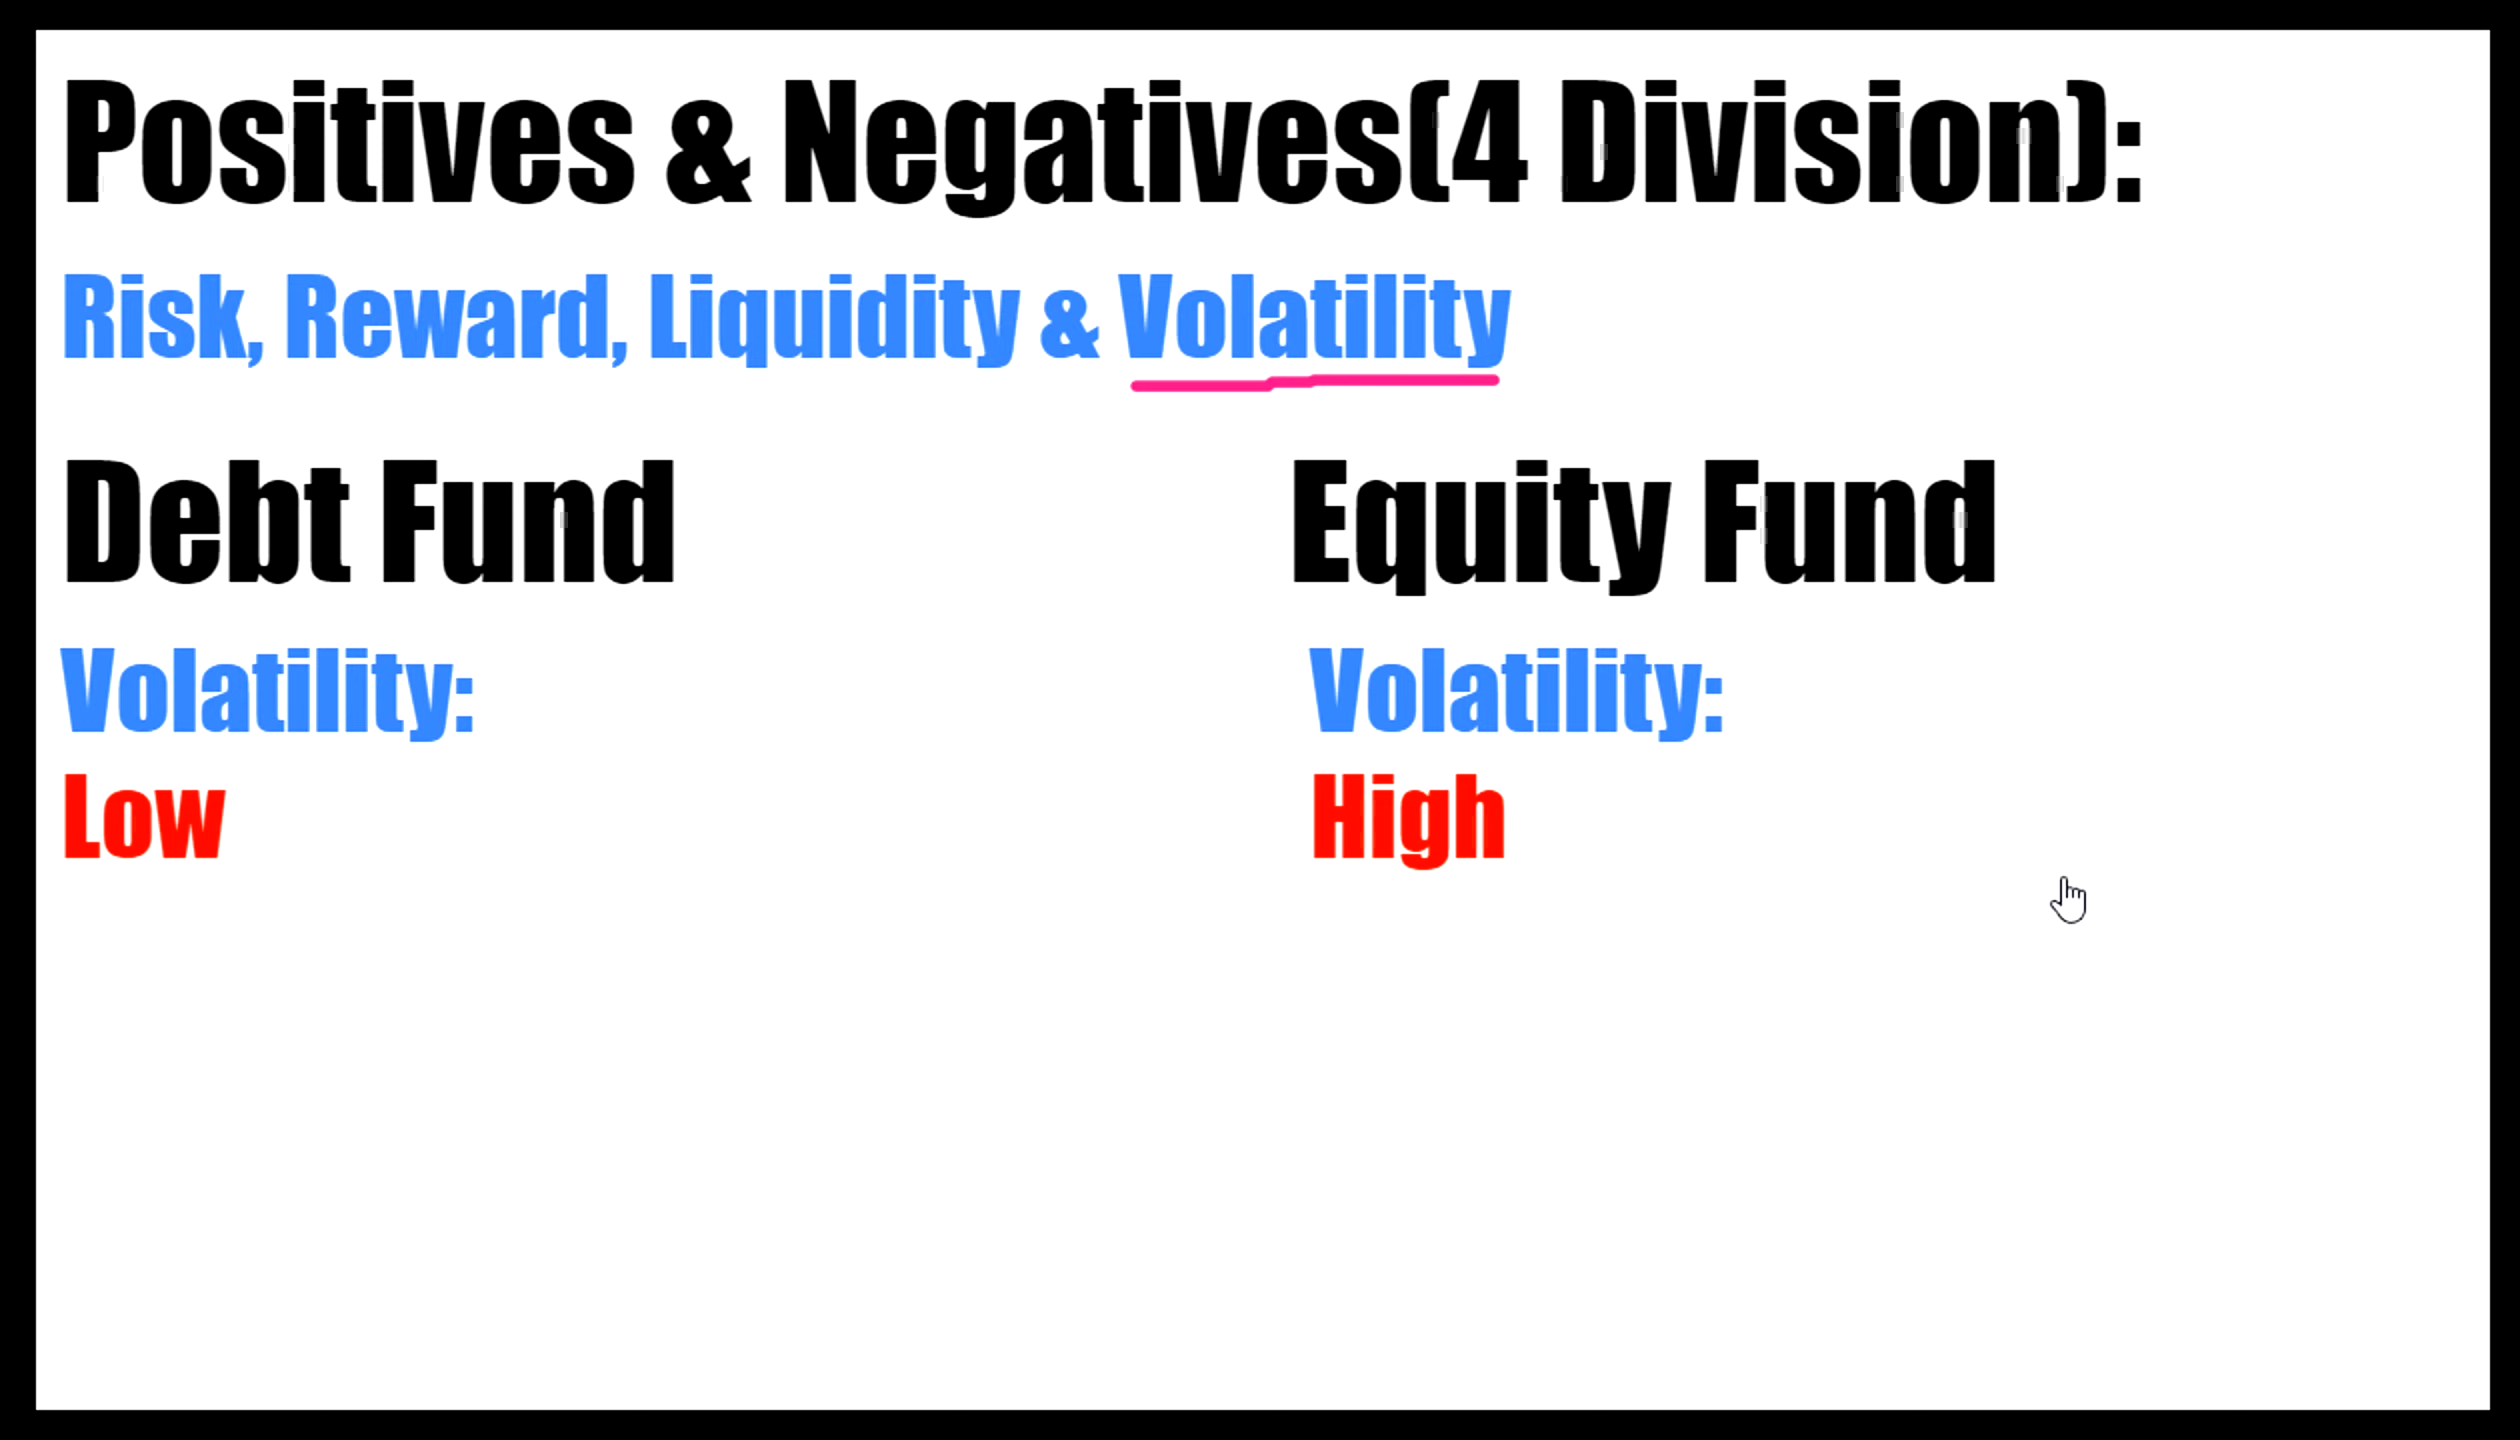 Positives & Negatives(4 Division):
Risk, Reward, Liquidity & Volatility
Debt Fund
Volatility:
Low
Equity Fund
Volatility:
High